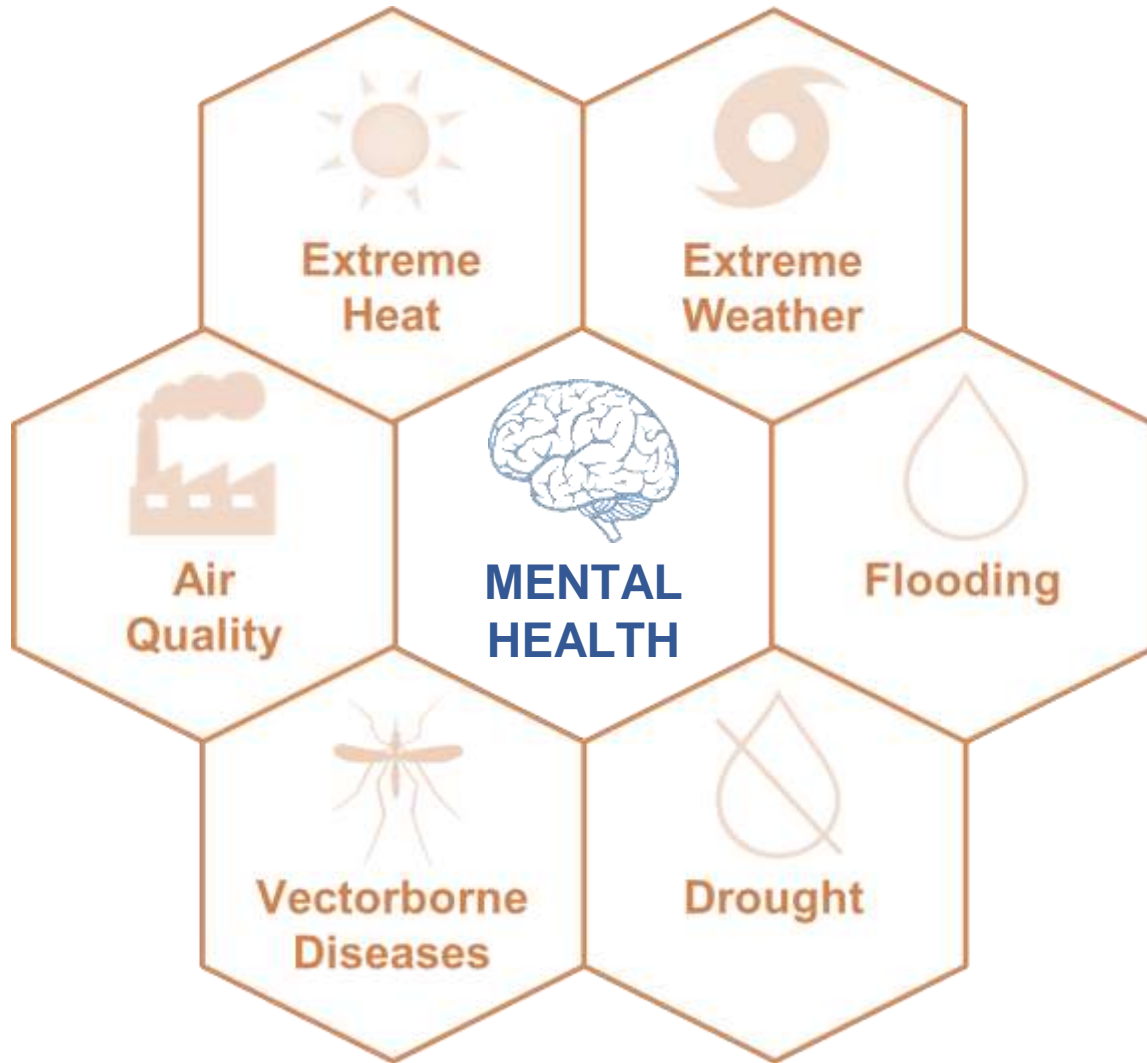 Extreme
Heat
Extreme
Weather
Air
Quality
MENTAL
HEALTH
Flooding
Vectorborne
Diseases
Drought